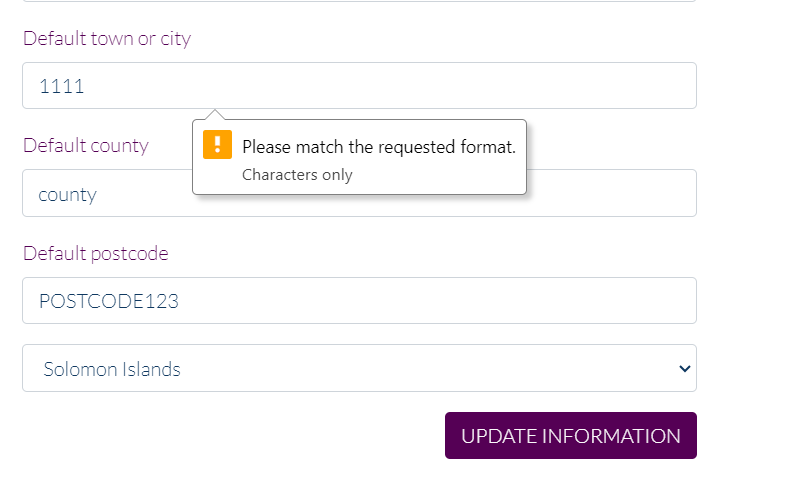 Default town or city
1111
Please match the requested format.
Characters only
Default county
county
Default postcode
POSTCODE123
Solomon Islands
UPDATE INFORMATION